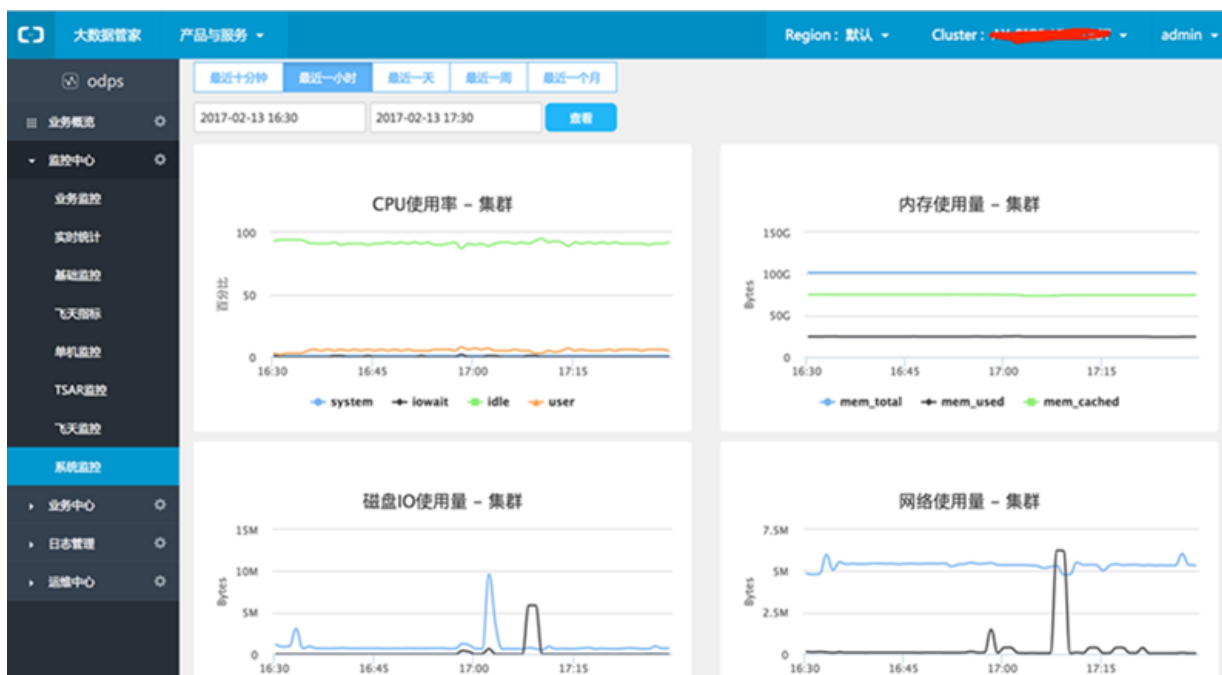 大数据管家 产品与服务 Region : 默认 Cluster : admin
odps
最近十分钟 最近一小时 最近一天 最近一周 最近一个月
2017-02-13 16:30 2017-02-13 17:30 查看
业务概览
监控中心
业务监控
实时统计
基础监控
飞天指标
单机监控
TSAR监控
飞天监控
系统监控
业务中心
日志管理
运维中心
CPU使用率 – 集群
100
50
0
百分比
16:30 16:45 17:00 17:15
system iowait idle user
内存使用量 – 集群
150G
100G
50G
0
Bytes
16:30 16:45 17:00 17:15
mem_total mem_used mem_cached
磁盘IO使用量 – 集群
15M
10M
5M
0
Bytes
16:30 16:45 17:00 17:15
网络使用量 – 集群
7.5M
5M
2.5M
0
Bytes
16:30 16:45 17:00 17:15